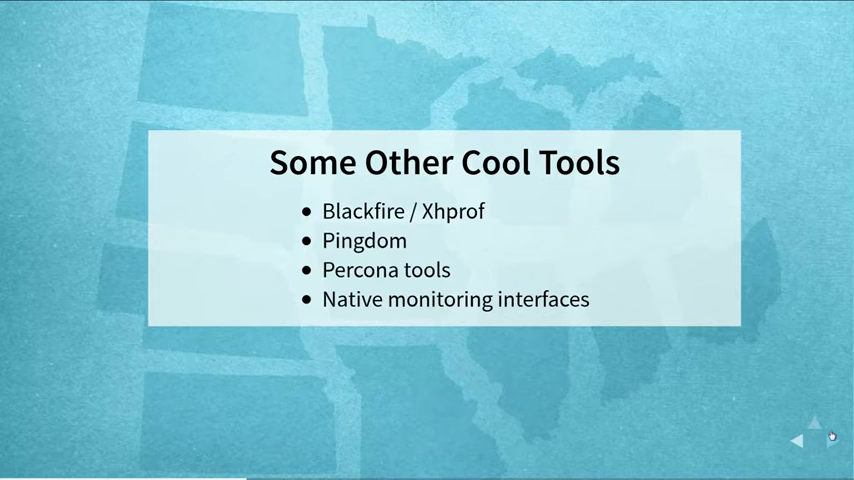 Some Other Cool Tools
• Blackfire / Xhprof
• Pingdom
• Percona tools
• Native monitoring interfaces